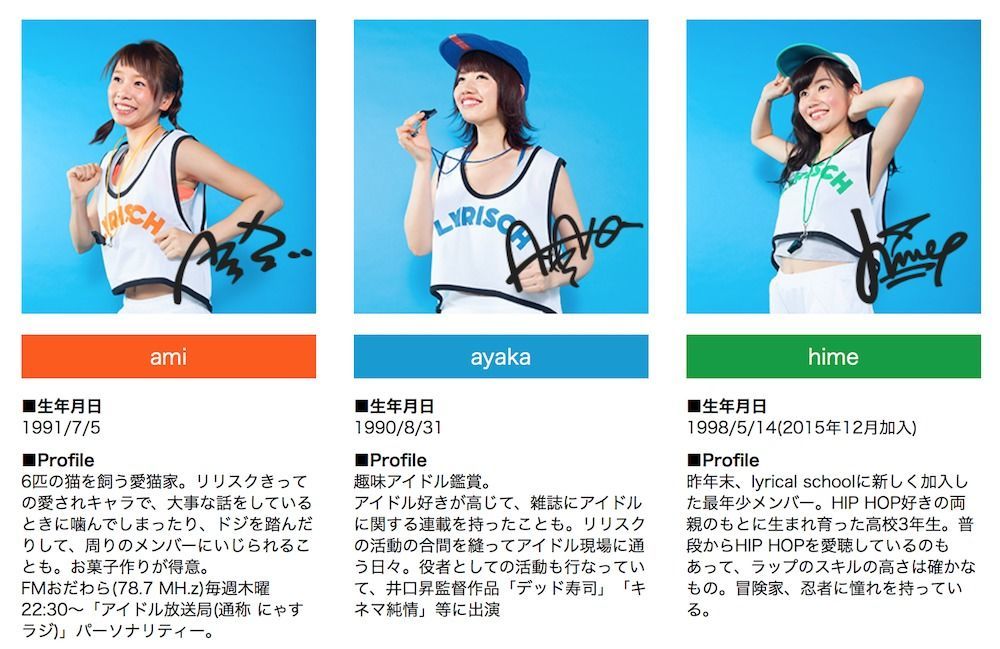 LYRISCH
LYRISCH
ami
■生年月日
1991/7/5
■Profile
6匹の猫を飼う愛猫家。リリスクきって
の愛されキャラで、大事な話をしている
ときに噛んでしまったり、ドジを踏んだ
りして、周りのメンバーにいじられるこ
とも。お菓子作りが得意。
FMおだわら(78.7 MH.z)毎週木曜
22:30〜「アイドル放送局(通称 にゃす
ラジ)」パーソナリティー。
ayaka
■生年月日
1990/8/31
■Profile
趣味アイドル鑑賞。
アイドル好きが高じて、雑誌にアイドル
に関する連載を持ったことも。リリスク
の活動の合間を縫ってアイドル現場に通
う日々。役者としての活動も行なってい
て、井口昇監督作品「デッド寿司」「キ
ネマ純情」等に出演
hime
hime
■生年月日
1998/5/14(2015年12月加入)
■Profile
昨年末、lyrical schoolに新しく加入し
た最年少メンバー。HIP HOP好きの両
親のもとに生まれ育った高校3年生。普
段からHIP HOPを愛聴しているのも
あって、ラップのスキルの高さは確かな
もの。冒険家、忍者に憧れを持ってい
る。